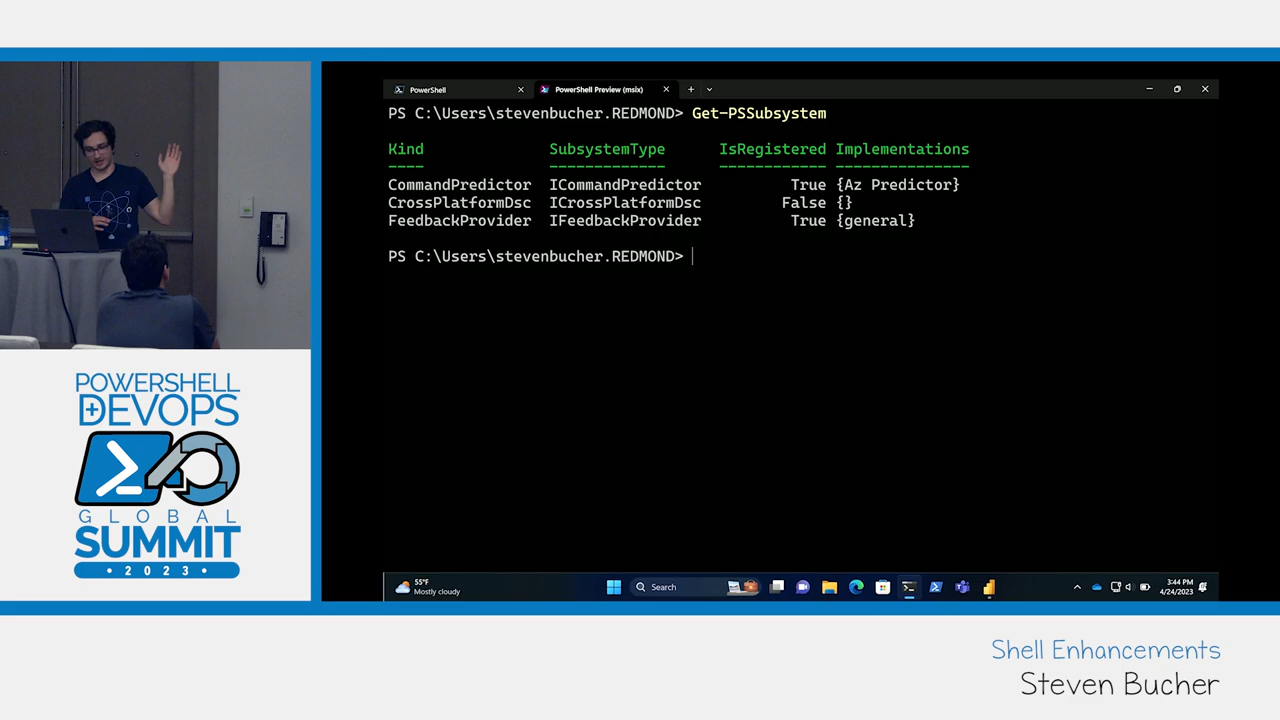 PowerShell
PowerShell Preview (msix)
PS C:\Users\stevenbucher.REDMOND> Get-PSSubsystem
Kind SubsystemType IsRegistered Implementations
---- ------------- ------------ ---------------
CommandPredictor ICommandPredictor True {Az Predictor}
CrossPlatformDsc ICrossPlatformDsc False {}
FeedbackProvider IFeedbackProvider True {general}
PS C:\Users\stevenbucher.REDMOND>
POWERSHELL
+DEVOPS
GLOBAL
SUMMIT
• 2 0 2 3 •
55°F
Mostly cloudy
Search
3:44 PM
4/24/2023
Shell Enhancements
Steven Bucher